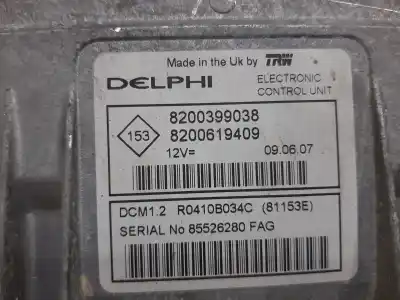 Made in the Uk by TRW
DELPHI
ELECTRONIC
CONTROL UNIT
153
8200399038
8200619409
12V=
09.06.07
DCM1.2 R0410B034C (81153E)
SERIAL No 85526280 FAG